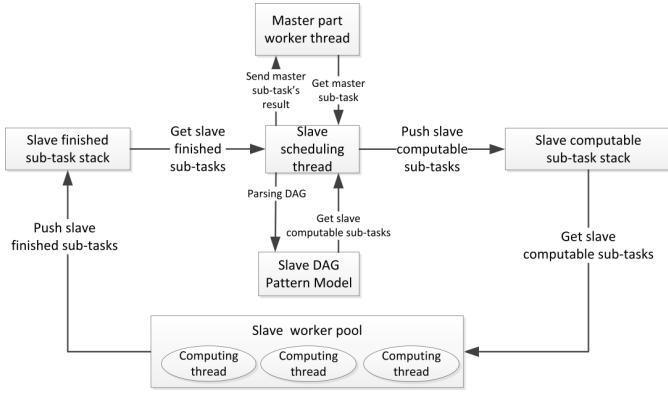 Master part
worker thread
Send master
sub-task's
result
Get master
sub-task
Slave finished
sub-task stack
Get slave
finished
sub-tasks
Slave
scheduling
thread
Push slave
computable
sub-tasks
Slave computable
sub-task stack
Parsing DAG
Get slave
computable sub-tasks
Push slave
finished sub-tasks
Get slave
computable sub-tasks
Slave DAG
Pattern Model
Slave worker pool
Computing
thread
Computing
thread
Computing
thread